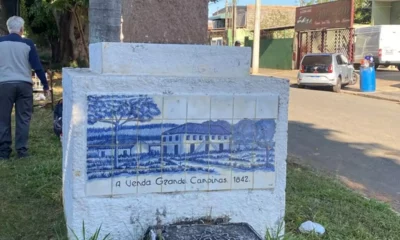 A Venda Grande Campinas 1842